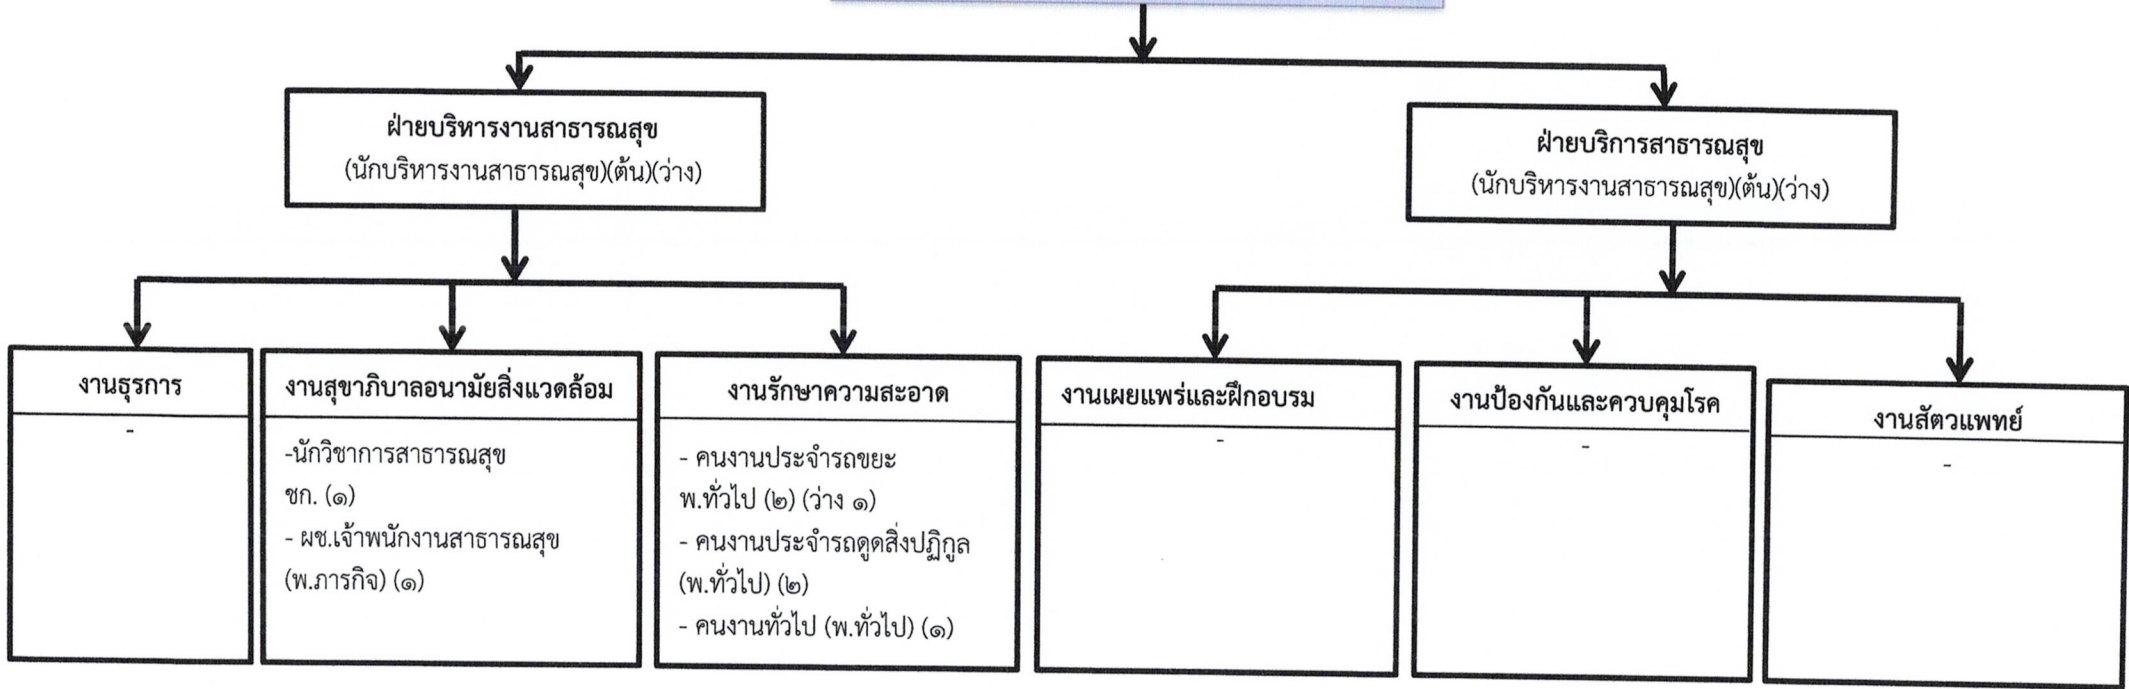 ฝ่ายบริหารงานสาธารณสุข
(นักบริหารงานสาธารณสุข)(ต้น)(ว่าง)
ฝ่ายบริการสาธารณสุข
(นักบริหารงานสาธารณสุข)(ต้น)(ว่าง)
งานธุรการ
-
งานสุขาภิบาลอนามัยสิ่งแวดล้อม
-นักวิชาการสาธารณสุข
ชก. (๑)
- ผช.เจ้าพนักงานสาธารณสุข
(พ.ภารกิจ) (๑)
งานรักษาความสะอาด
- คนงานประจำรถขยะ
พ.ทั่วไป (๒) (ว่าง ๑)
- คนงานประจำรถดูดสิ่งปฏิกูล
(พ.ทั่วไป) (๒)
- คนงานทั่วไป (พ.ทั่วไป) (๑)
งานเผยแพร่และฝึกอบรม
-
งานป้องกันและควบคุมโรค
-
งานสัตวแพทย์
-